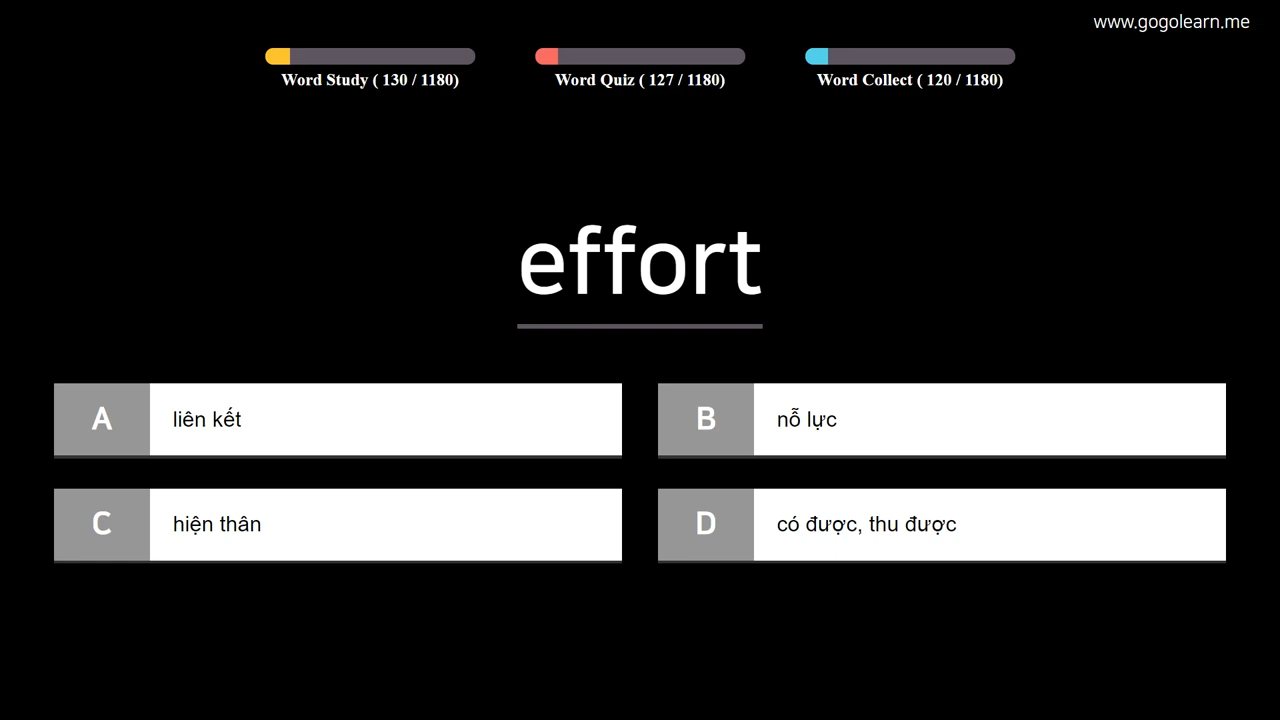 www.gogolearn.me
Word Study ( 130 / 1180)
Word Quiz ( 127 / 1180)
Word Collect ( 120 / 1180)
effort
A liên kết
B nỗ lực
C hiện thân
D có được, thu được